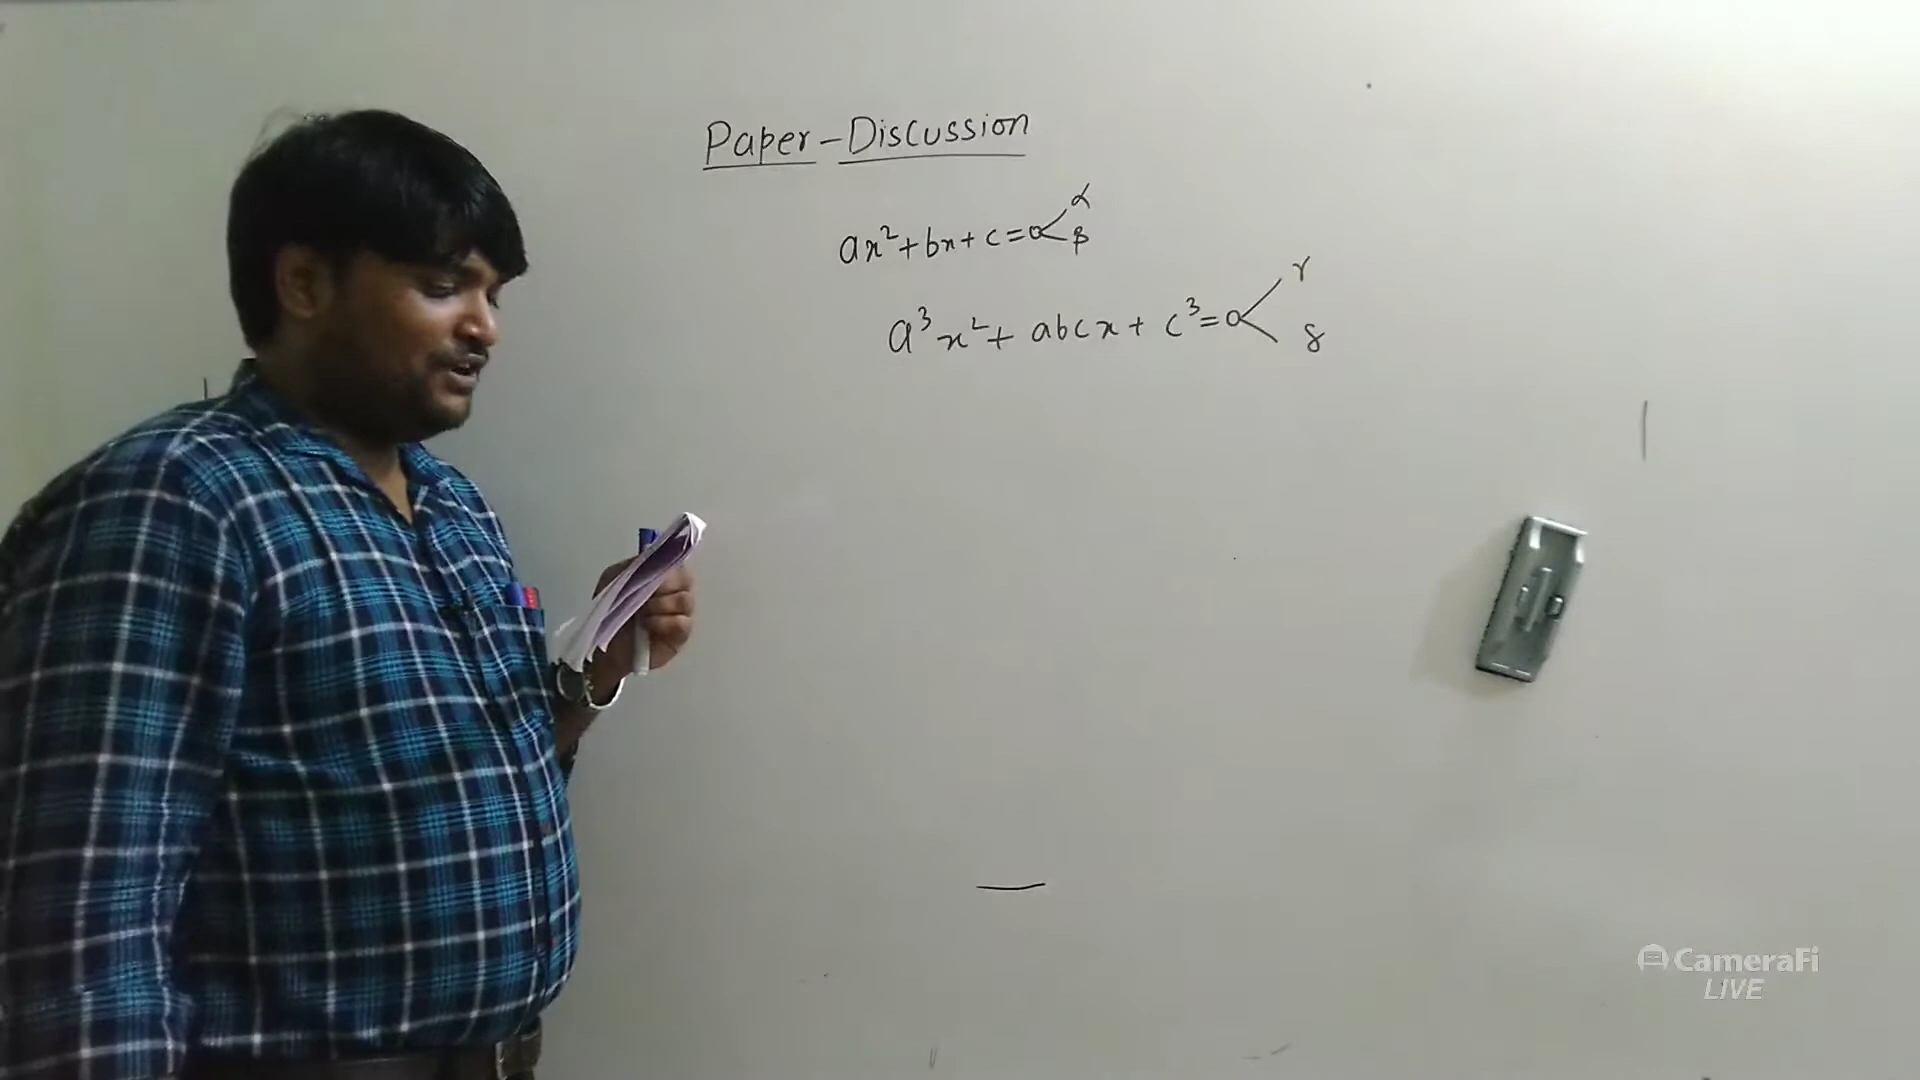 Paper-Discussion
ax²+bx+c=0 < α
β
a³x²+abcx+c³=0 < γ
δ
CameraFi
LIVE